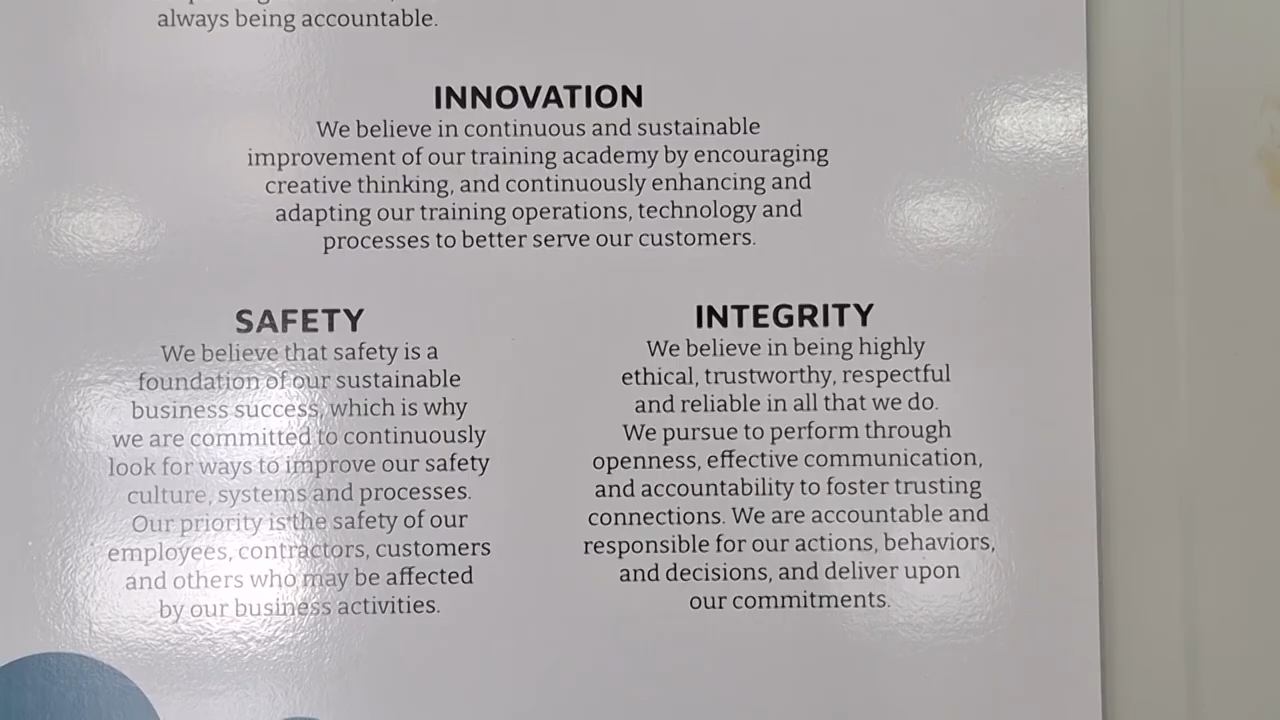 always being accountable.
INNOVATION
We believe in continuous and sustainable
improvement of our training academy by encouraging
creative thinking, and continuously enhancing and
adapting our training operations, technology and
processes to better serve our customers.
SAFETY
We believe that safety is a
foundation of our sustainable
business success, which is why
we are committed to continuously
look for ways to improve our safety
culture, systems and processes.
Our priority is the safety of our
employees, contractors, customers
and others who may be affected
by our business activities.
INTEGRITY
We believe in being highly
ethical, trustworthy, respectful
and reliable in all that we do.
We pursue to perform through
openness, effective communication,
and accountability to foster trusting
connections. We are accountable and
responsible for our actions, behaviors,
and decisions, and deliver upon
our commitments.